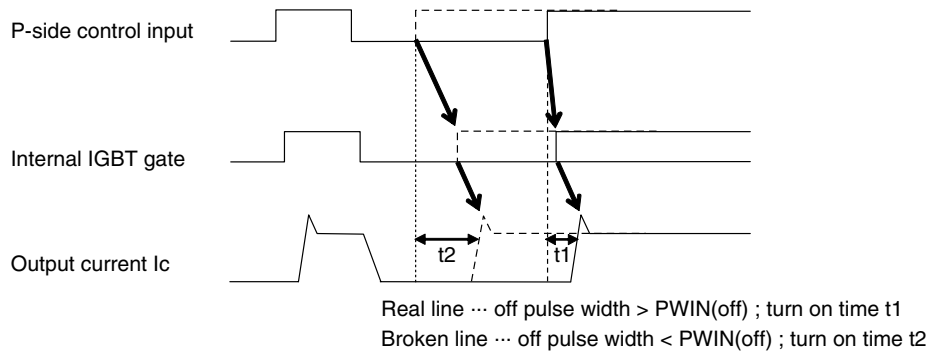 P-side control input
Internal IGBT gate
t2
t1
Output current Ic
Real line ··· off pulse width > PWIN(off) ; turn on time t1
Broken line ··· off pulse width < PWIN(off) ; turn on time t2